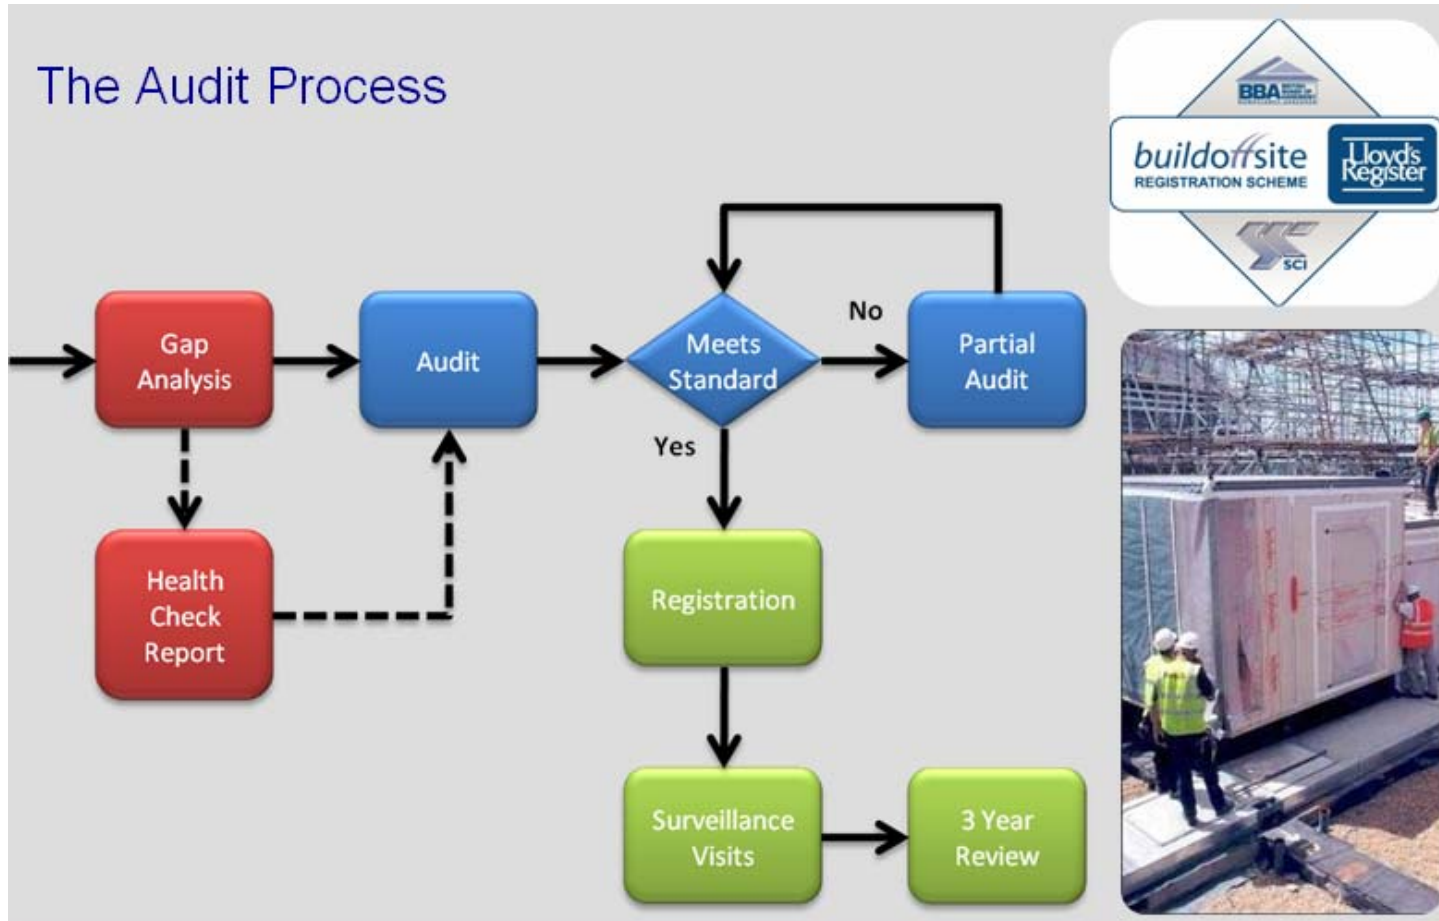 The Audit Process
BBA
buildoffsite
REGISTRATION SCHEME
Lloyd's
Register
SCI
Gap
Analysis
Audit
Meets
Standard
No
Partial
Audit
Yes
Health
Check
Report
Registration
Surveillance
Visits
3 Year
Review